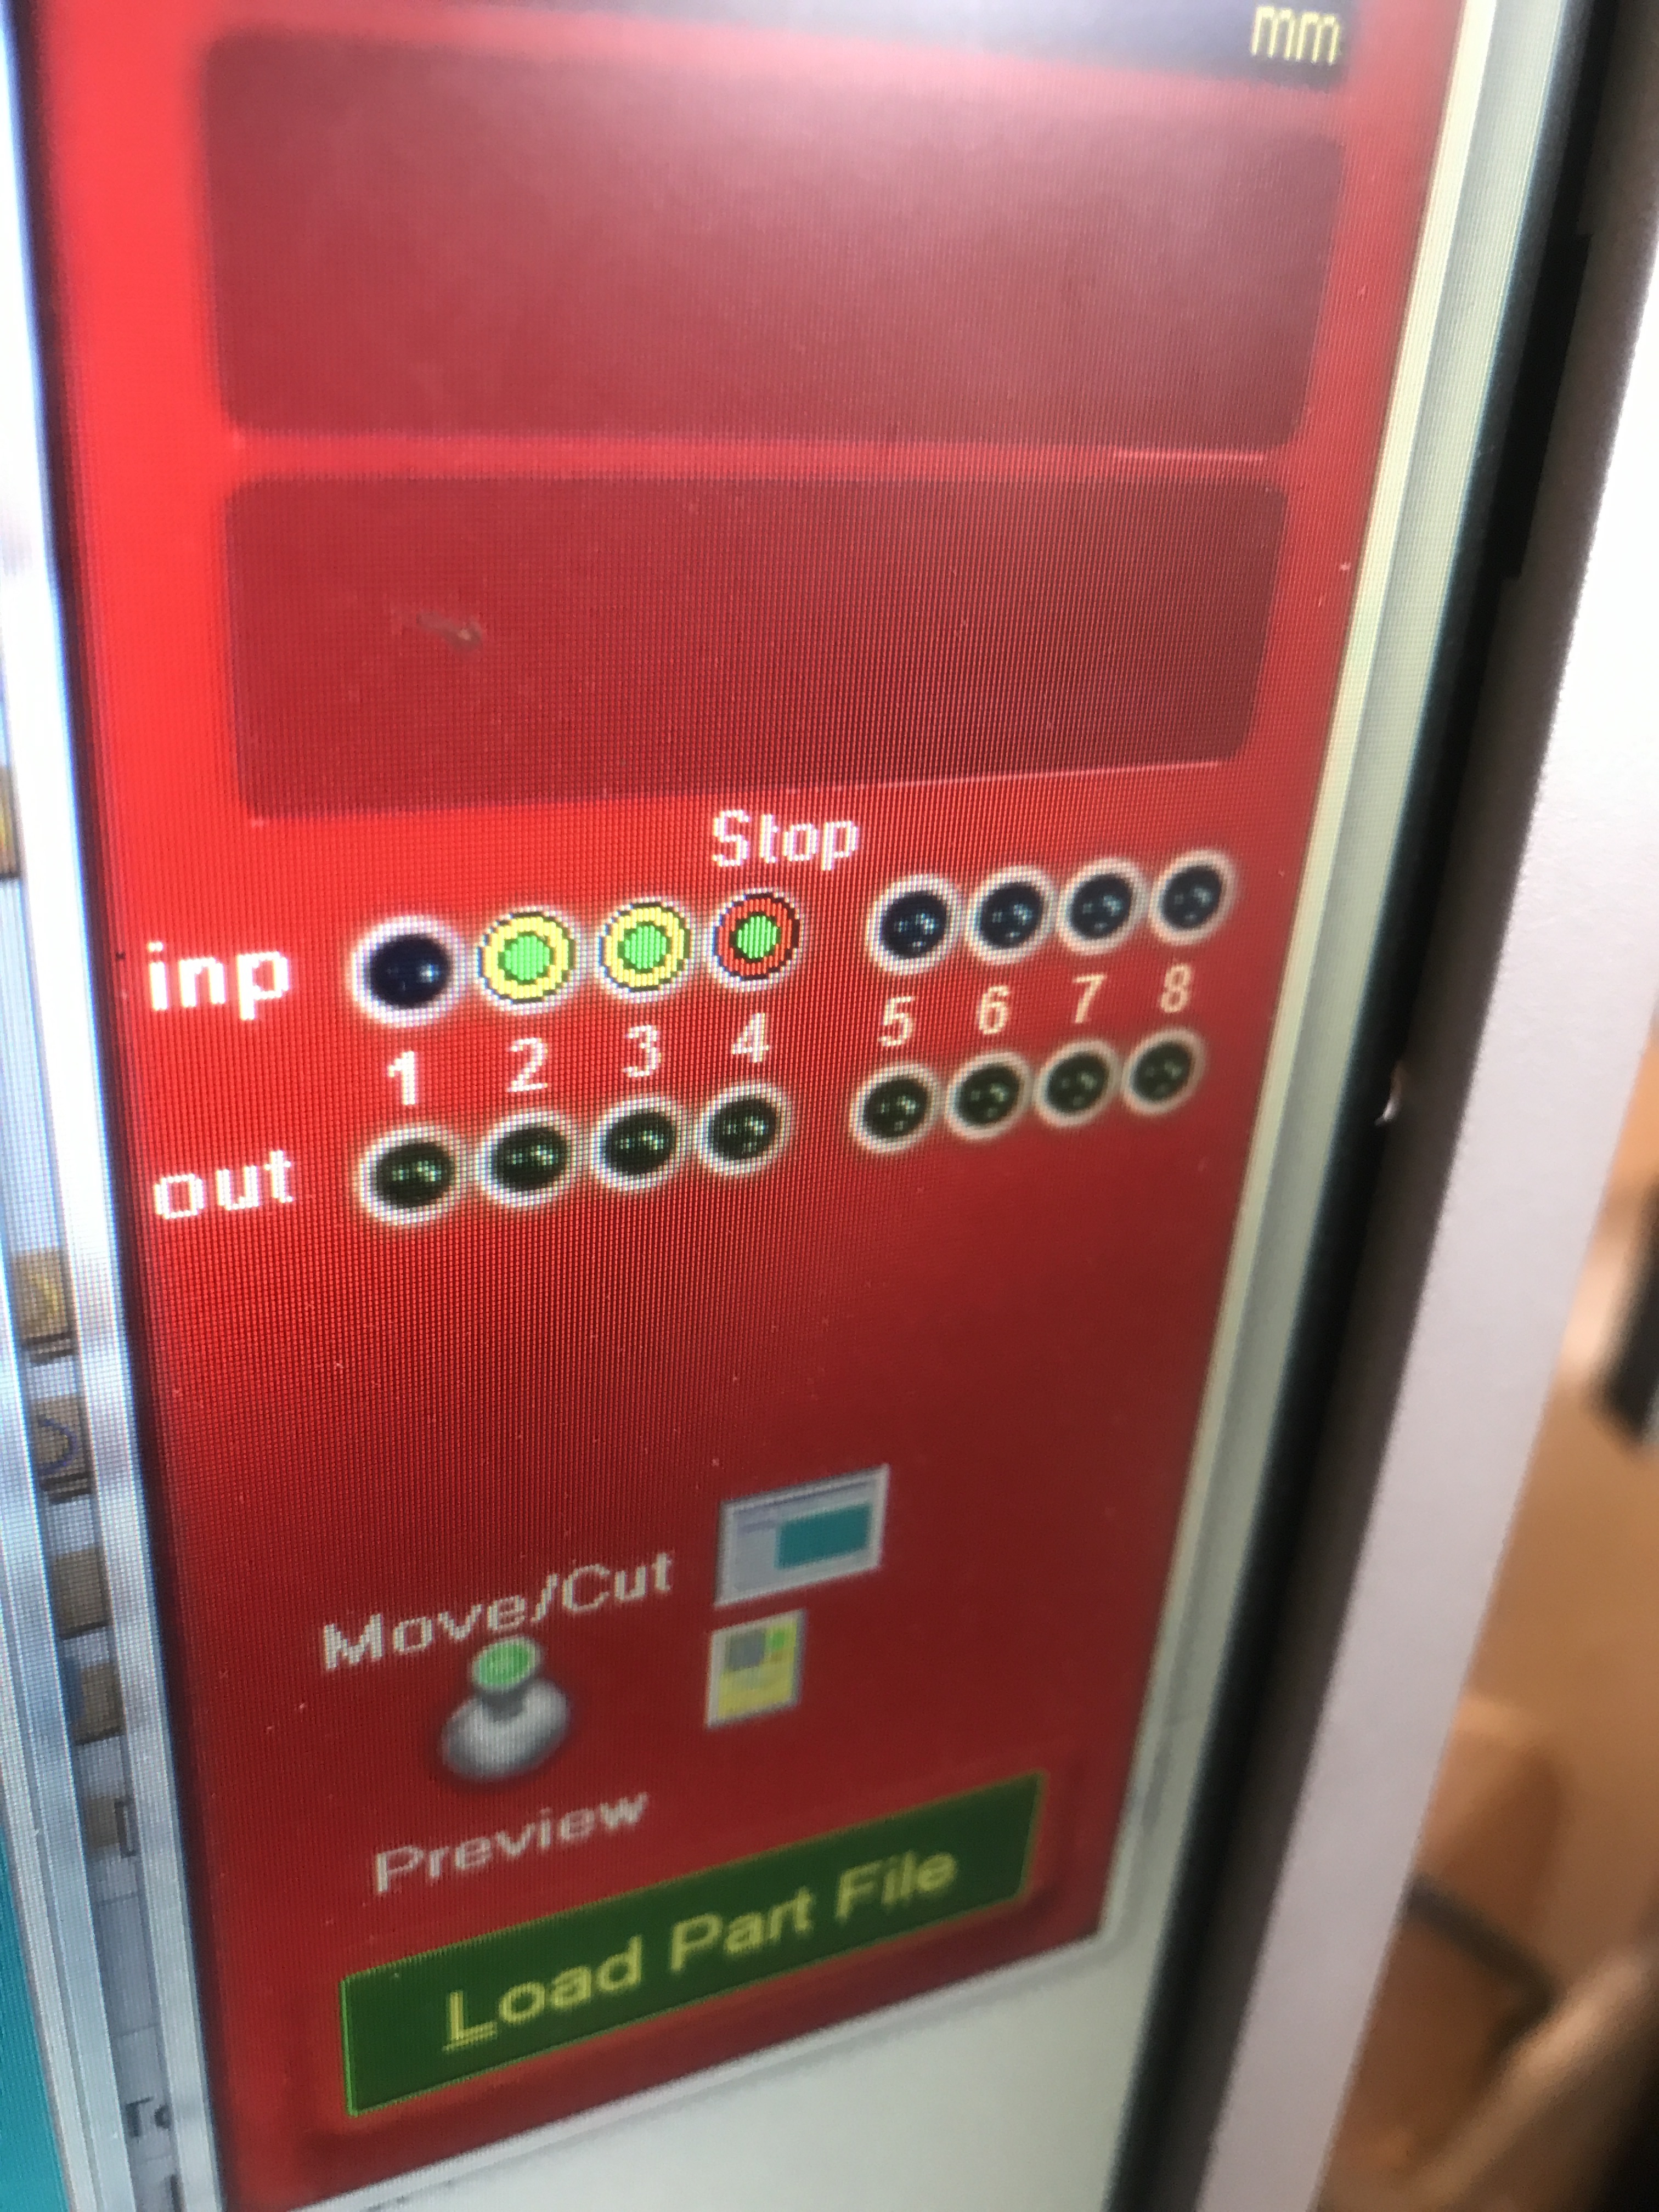 mm
Stop
inp
1 2 3 4 5 6 7 8
out
Move/Cut
Preview
Load Part File